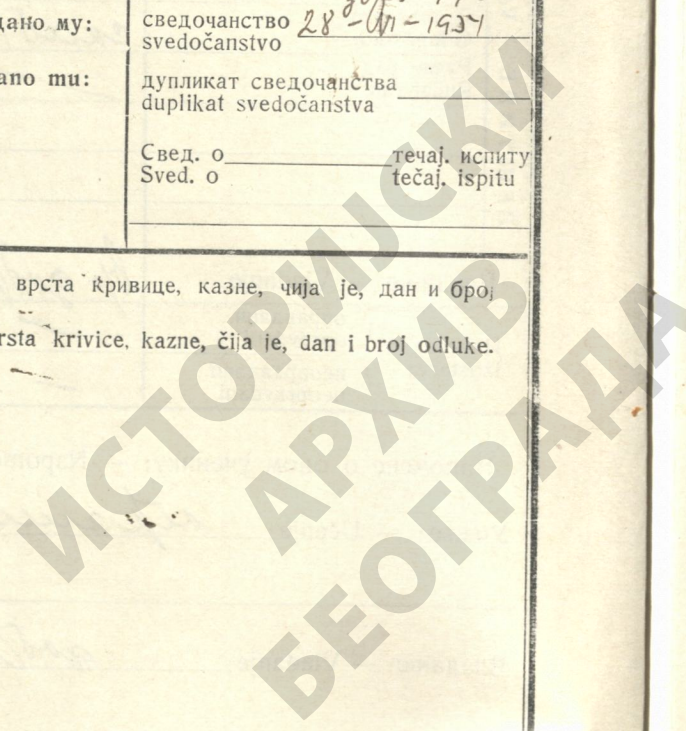 дано му:
сведочанство 28-VI-1934
svedočanstvo
ano mu:
дупликат сведочанства
duplikat svedočanstva
Свед. о течај. испиту
Sved. o tečaj. ispitu
врста кривице, казне, чија је, дан и број
rsta krivice, kazne, čija je, dan i broj odluke.
ИСТОРИЈСКИ
АРХИВ
БЕОГРАДА